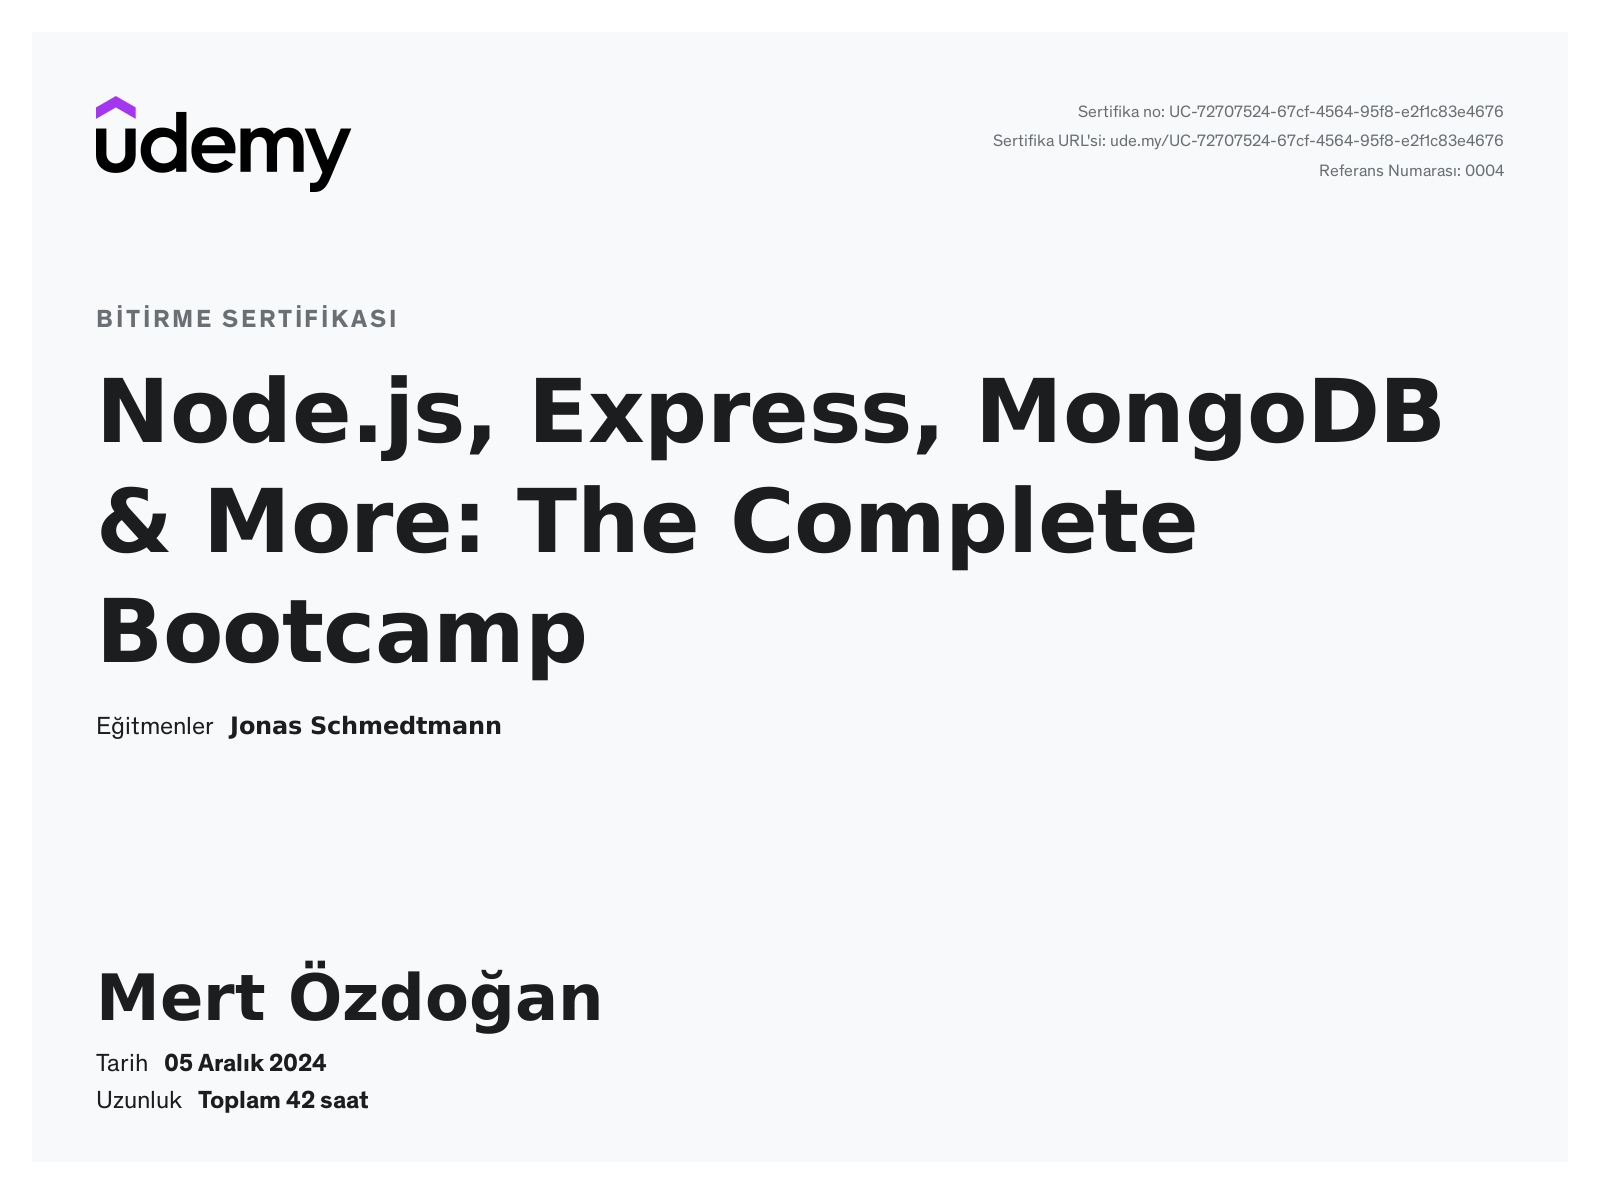 udemy
Sertifika no: UC-72707524-67cf-4564-95f8-e2f1c83e4676
Sertifika URL'si: ude.my/UC-72707524-67cf-4564-95f8-e2f1c83e4676
Referans Numarası: 0004
BİTİRME SERTİFİKASI
Node.js, Express, MongoDB
& More: The Complete
Bootcamp
Eğitmenler Jonas Schmedtmann
Mert Özdoğan
Tarih 05 Aralık 2024
Uzunluk Toplam 42 saat